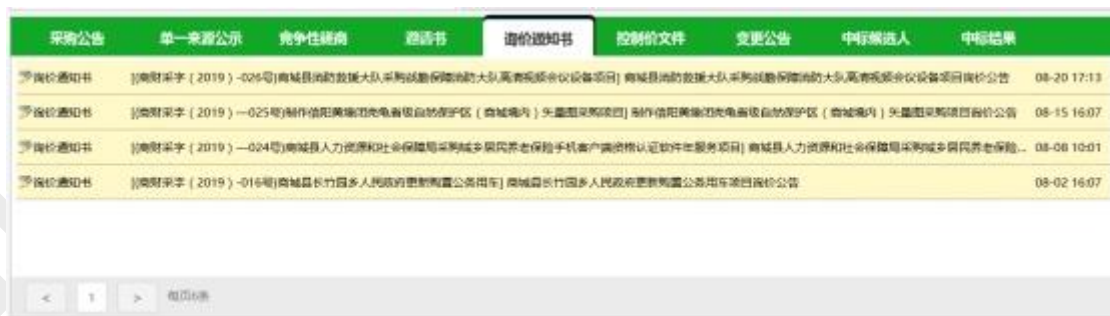 采购公告 单一来源公示 竞争性磋商 邀请书 询价通知书 控制价文件 变更公告 中标候选人 中标结果
询价通知书 [(商财采字（2019）-026号)商城县消防救援大队采购战勤保障消防大队高清视频会议设备项目] 商城县消防救援大队采购战勤保障消防大队高清视频会议设备项目询价公告 08-20 17:13
询价通知书 [(商财采字（2019）—025号)制作信阳黄缘闭壳龟省级自然保护区（商城境内）矢量图采购项目] 制作信阳黄缘闭壳龟省级自然保护区（商城境内）矢量图采购项目询价公告 08-15 16:07
询价通知书 [(商财采字（2019）—024号)商城县人力资源和社会保障局采购城乡居民养老保险手机客户端资格认证软件年服务项目] 商城县人力资源和社会保障局采购城乡居民养老保险... 08-08 10:01
询价通知书 [(商财采字（2019）-016号)商城县长竹园乡人民政府更新购置公务用车] 商城县长竹园乡人民政府更新购置公务用车项目询价公告 08-02 16:07
< 1 > 每页6条